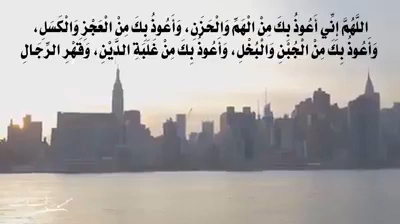 اللَّهُمَّ إِنِّي أَعُوذُ بِكَ مِنْ الْهَمِّ وَالْحَزَنِ، وَأَعُوذُ بِكَ مِنْ الْعَجْزِ وَالْكَسَلِ،
وَأَعُوذُ بِكَ مِنْ الْجُبْنِ وَالْبُخْلِ، وَأَعُوذُ بِكَ مِنْ غَلَبَةِ الدَّيْنِ، وَقَهْرِ الرِّجَالِ